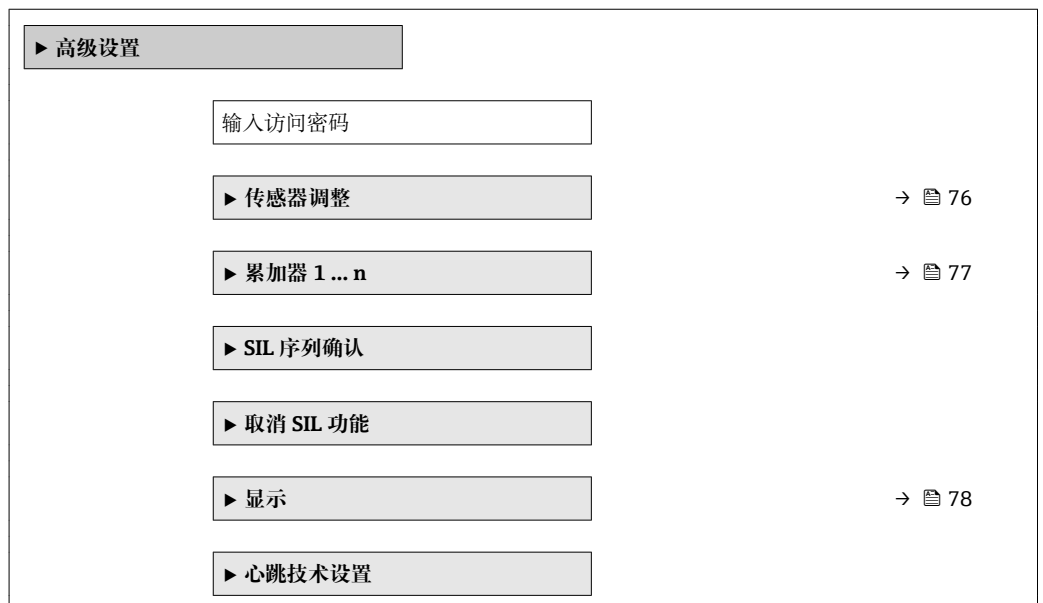 ▶ 高级设置
输入访问密码
▶ 传感器调整 → 76
▶ 累加器 1 … n → 77
▶ SIL 序列确认
▶ 取消 SIL 功能
▶ 显示 → 78
▶ 心跳技术设置